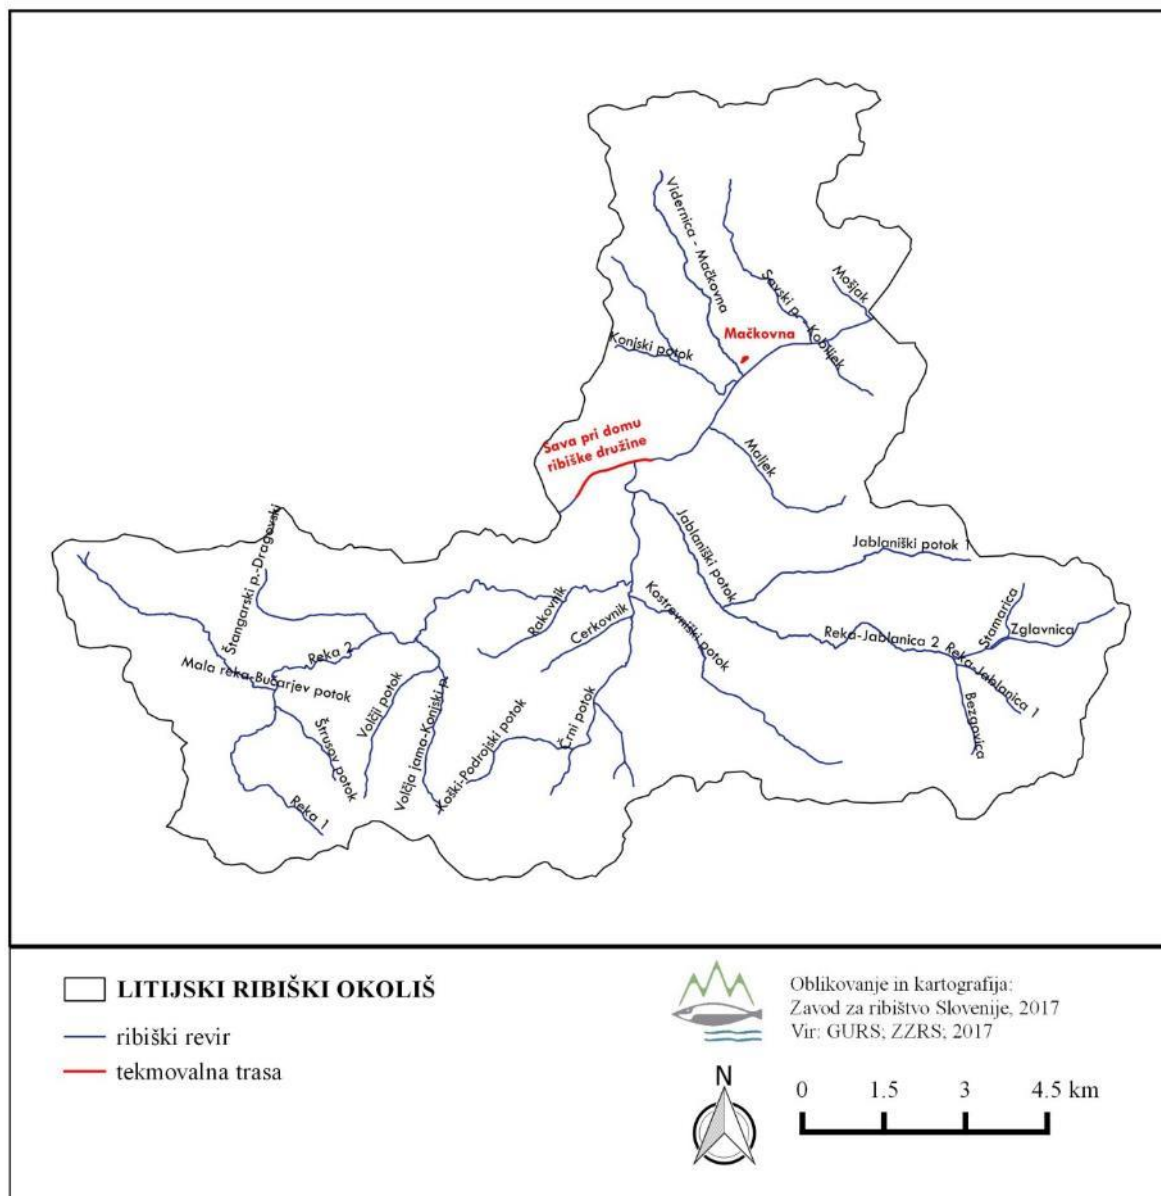 Vidernica - Mačkovna
Savski p. - Kobiljek
Mošjak
Mačkovna
Konjski potok
Sava pri domu
ribiške družine
Maljek
Jablaniški potok
Jablaniški potok 1
Štangarski p.-Dragovški
Rakovnik
Cerkovnik
Kostrevniški potok
Stamarica
Zglavnica
Reka-Jablanica 2
Reka-Jablanica 1
Bezgovica
Reka 2
Mala reka-Bučarjev potok
Volčji potok
Volčja jama-Konjski p.
Koški-Podrojski potok
Črni potok
Štrusov potok
Reka 1
LITIJSKI RIBIŠKI OKOLIŠ
ribiški revir
tekmovalna trasa
Oblikovanje in kartografija:
Zavod za ribištvo Slovenije, 2017
Vir: GURS; ZZRS; 2017
N
0 1.5 3 4.5 km